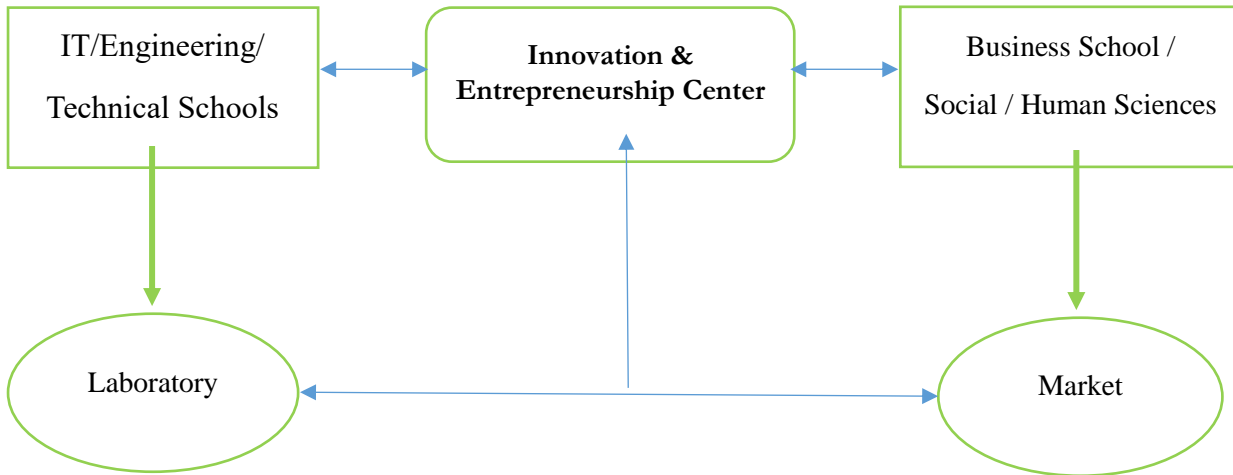 IT/Engineering/
Technical Schools
Innovation &
Entrepreneurship Center
Business School /
Social / Human Sciences
Laboratory
Market